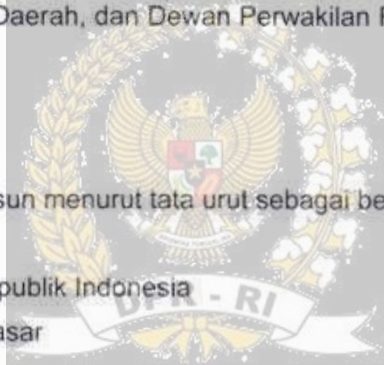 Daerah, dan Dewan Perwakilan
sun menurut tata urut sebagai be
publik Indonesia
DPR - RI
asar